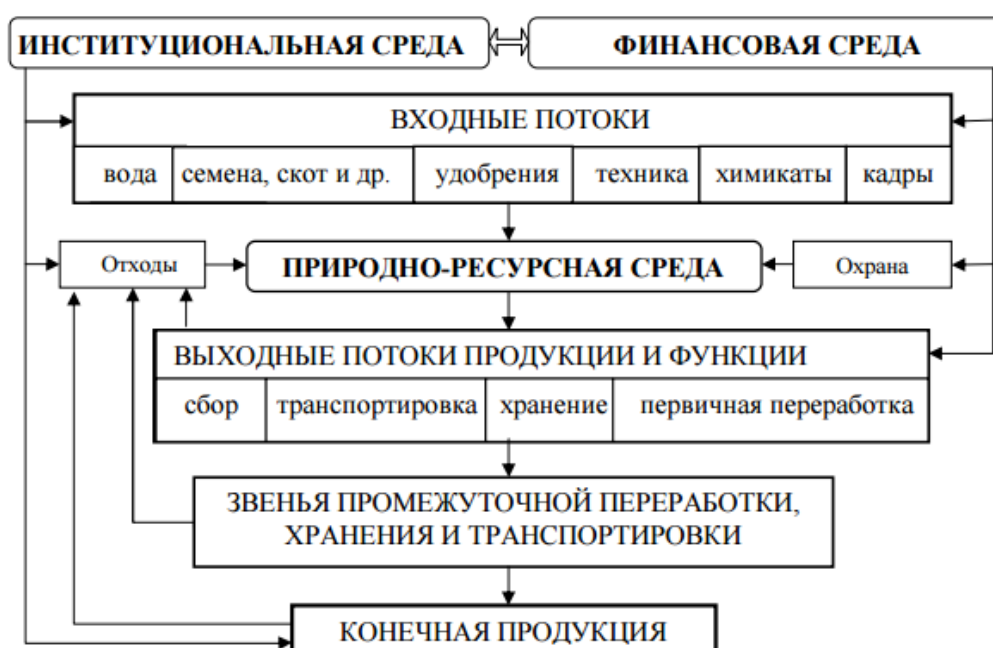 ИНСТИТУЦИОНАЛЬНАЯ СРЕДА
ФИНАНСОВАЯ СРЕДА
ВХОДНЫЕ ПОТОКИ
вода
семена, скот и др.
удобрения
техника
химикаты
кадры
Отходы
ПРИРОДНО-РЕСУРСНАЯ СРЕДА
Охрана
ВЫХОДНЫЕ ПОТОКИ ПРОДУКЦИИ И ФУНКЦИИ
сбор
транспортировка
хранение
первичная переработка
ЗВЕНЬЯ ПРОМЕЖУТОЧНОЙ ПЕРЕРАБОТКИ,
ХРАНЕНИЯ И ТРАНСПОРТИРОВКИ
КОНЕЧНАЯ ПРОДУКЦИЯ